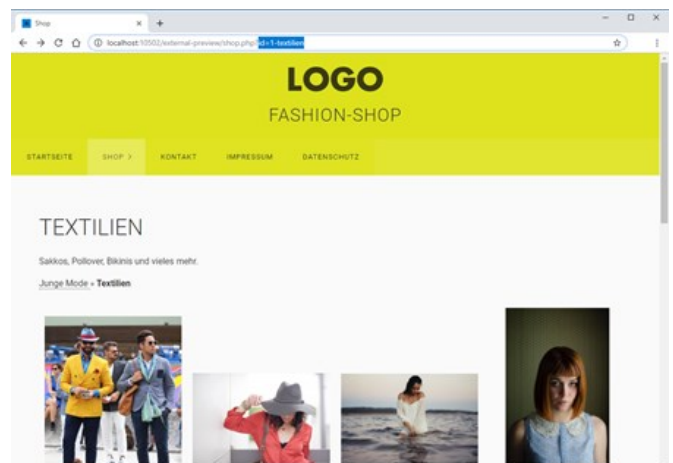 Shop
localhost:10502/external-preview/shop.php?id=1-textilien
LOGO
FASHION-SHOP
STARTSEITE SHOP > KONTAKT IMPRESSUM DATENSCHUTZ
TEXTILIEN
Sakkos, Pollover, Bikinis und vieles mehr.
Junge Mode » Textilien